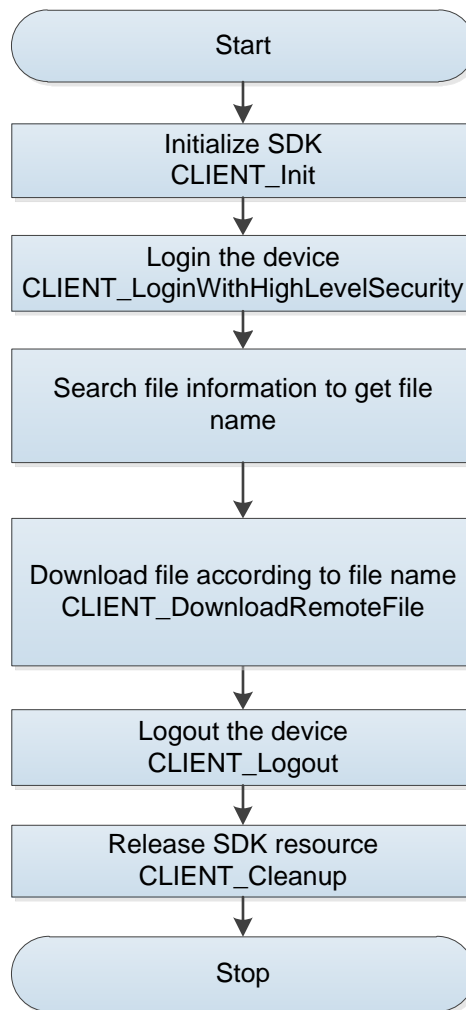 Start
Initialize SDK
CLIENT_Init
Login the device
CLIENT_LoginWithHighLevelSecurity
Search file information to get file
name
Download file according to file name
CLIENT_DownloadRemoteFile
Logout the device
CLIENT_Logout
Release SDK resource
CLIENT_Cleanup
Stop